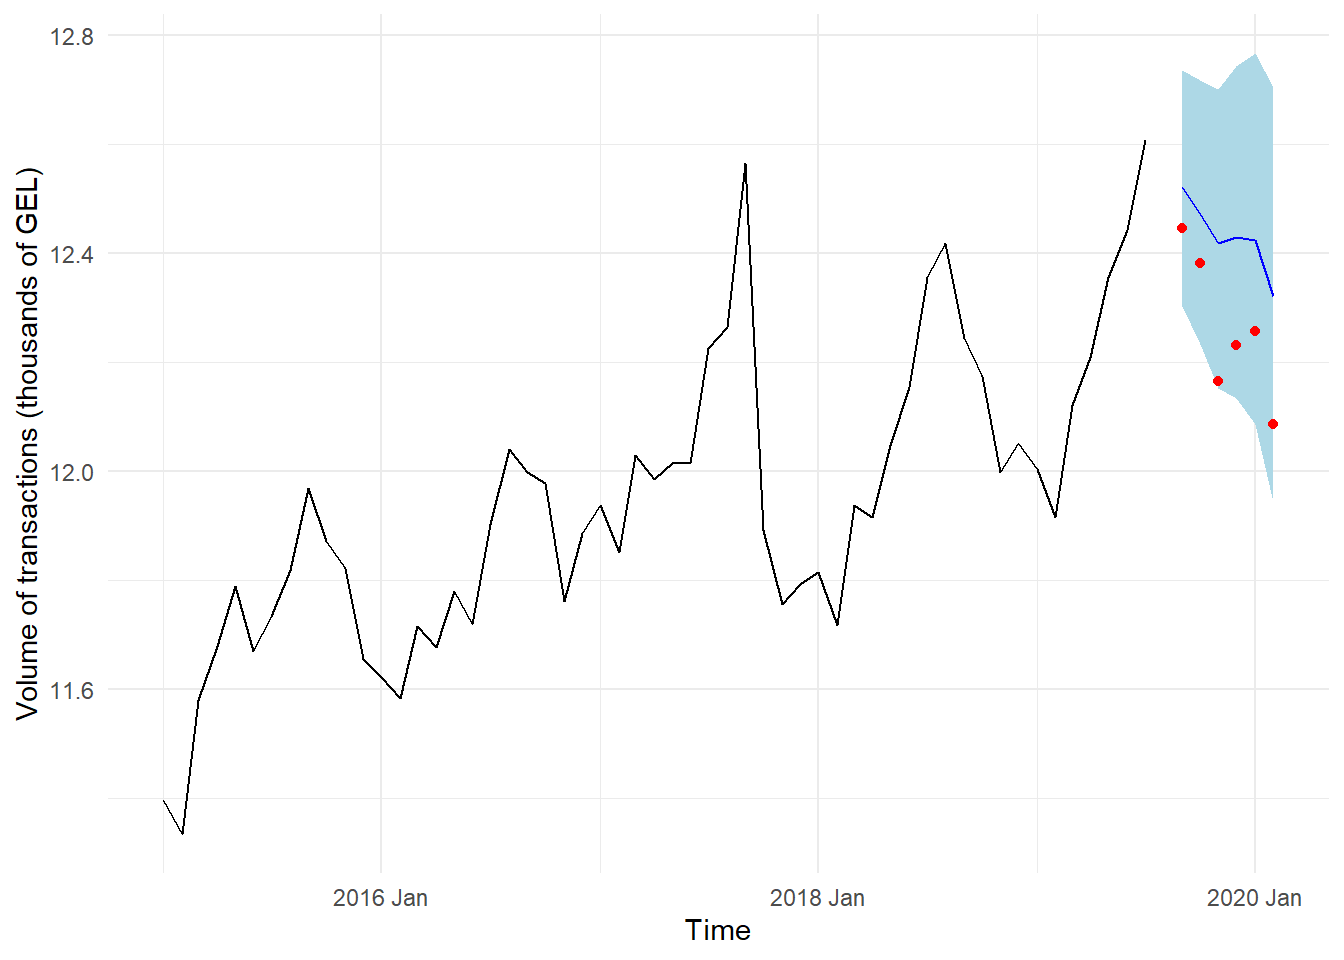 Volume of transactions (thousands of GEL)
12.8
12.4
12.0
11.6
2016 Jan
2018 Jan
2020 Jan
Time